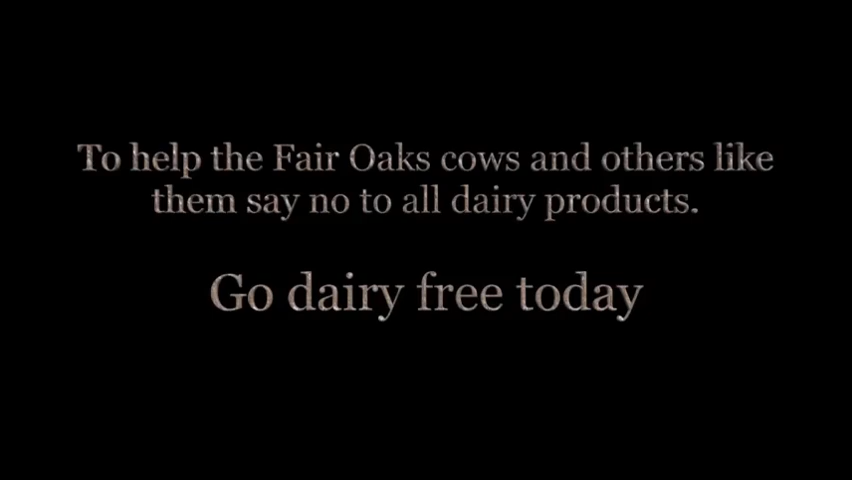 To help the Fair Oaks cows and others like
them say no to all dairy products.
Go dairy free today